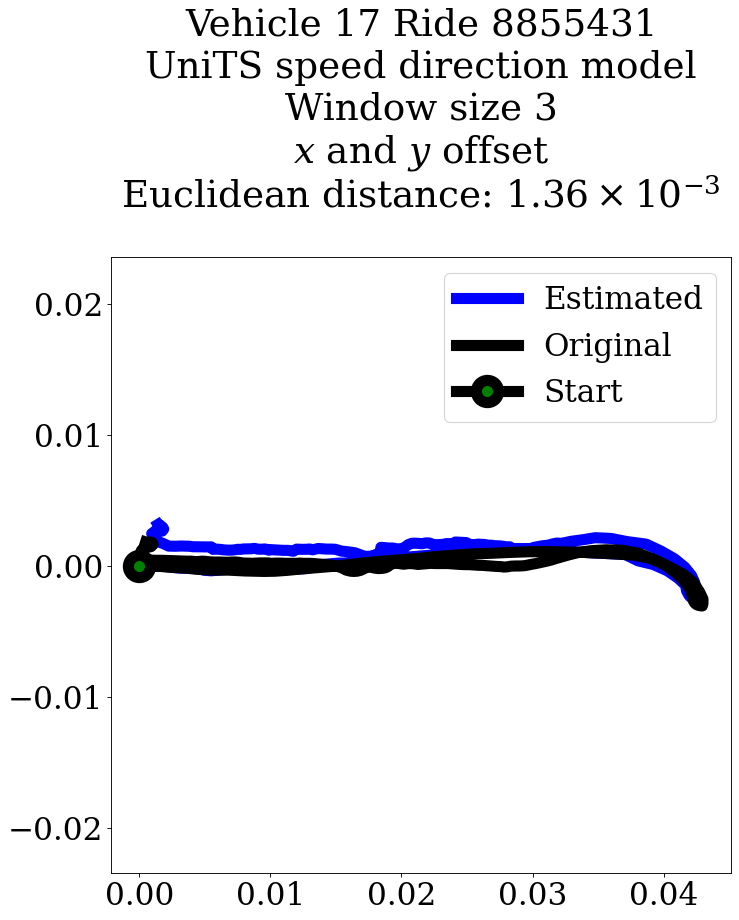 Vehicle 17 Ride 8855431
UniTS speed direction model
Window size 3
x and y offset
Euclidean distance: 1.36 × 10⁻³
Estimated
Original
Start
0.02
0.01
0.00
−0.01
−0.02
0.00 0.01 0.02 0.03 0.04